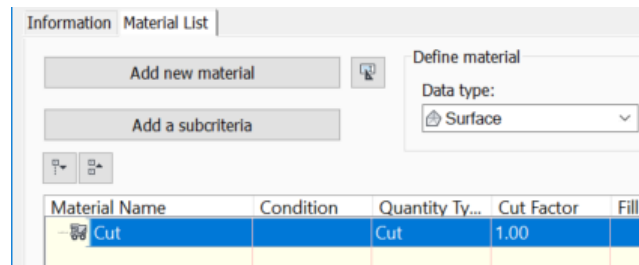 Information Material List
Add new material
Define material
Data type:
Surface
Add a subcriteria
Material Name Condition Quantity Ty... Cut Factor Fill
Cut Cut 1.00